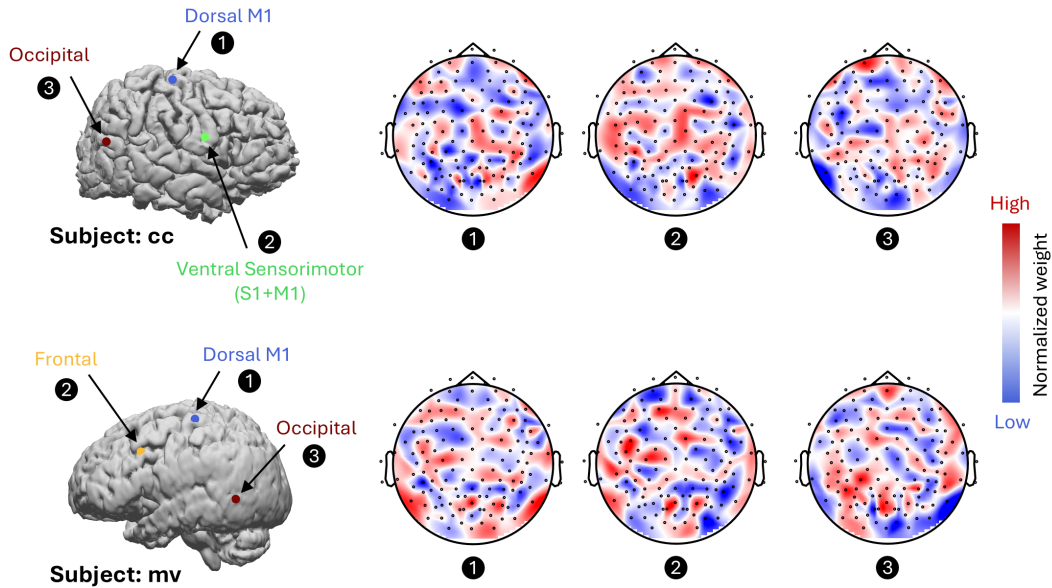 Dorsal M1
1
Occipital
3
Subject: cc
2
Ventral Sensorimotor
(S1+M1)
1
2
3
High
Normalized weight
Low
Frontal
2
Dorsal M1
1
Occipital
3
Subject: mv
1
2
3